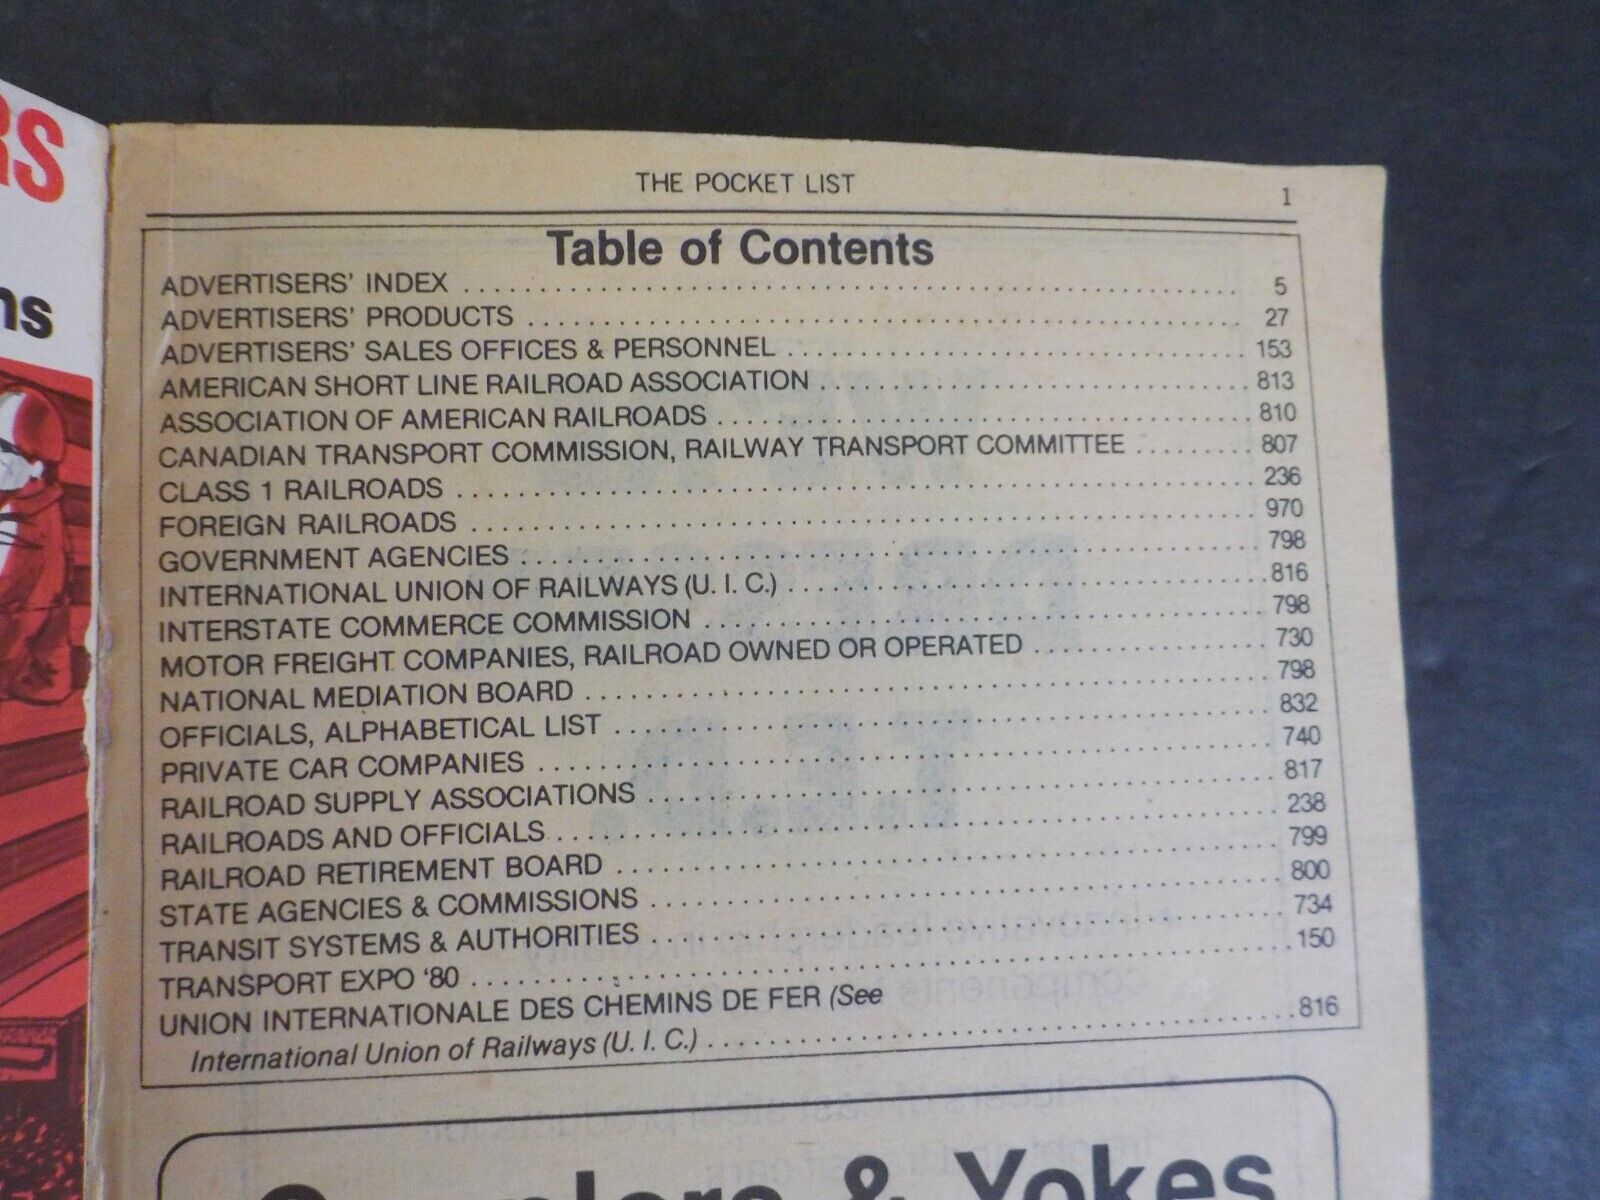 RS
ns
THE POCKET LIST 1
Table of Contents
ADVERTISERS' INDEX 5
ADVERTISERS' PRODUCTS 27
ADVERTISERS' SALES OFFICES & PERSONNEL 153
AMERICAN SHORT LINE RAILROAD ASSOCIATION 813
ASSOCIATION OF AMERICAN RAILROADS 810
CANADIAN TRANSPORT COMMISSION, RAILWAY TRANSPORT COMMITTEE 807
CLASS 1 RAILROADS 236
FOREIGN RAILROADS 970
GOVERNMENT AGENCIES 798
INTERNATIONAL UNION OF RAILWAYS (U. I. C.) 816
INTERSTATE COMMERCE COMMISSION 798
MOTOR FREIGHT COMPANIES, RAILROAD OWNED OR OPERATED 730
NATIONAL MEDIATION BOARD 798
OFFICIALS, ALPHABETICAL LIST 832
PRIVATE CAR COMPANIES 740
RAILROAD SUPPLY ASSOCIATIONS 817
RAILROADS AND OFFICIALS 238
RAILROAD RETIREMENT BOARD 799
STATE AGENCIES & COMMISSIONS 800
TRANSIT SYSTEMS & AUTHORITIES 734
TRANSPORT EXPO '80 150
UNION INTERNATIONALE DES CHEMINS DE FER (See
International Union of Railways (U. I. C.) 816
& Yokes